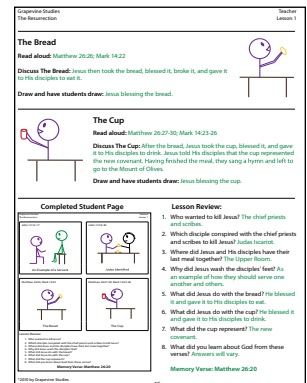 Grapevine Studies
The Resurrection
Teacher
Lesson 1
The Bread
Read aloud: Matthew 26:26; Mark 14:22
Discuss The Bread: Jesus then took the bread, blessed it, broke it, and gave it
to His disciples to eat it.
Draw and have students draw: Jesus blessing the bread.
The Cup
Read aloud: Matthew 26:27-30; Mark 14:23-26
Discuss The Cup: After the bread, Jesus took the cup, blessed it, and gave
it to His disciples to drink. Jesus told His disciples that the cup represented
the new covenant. Having finished the meal, they sang a hymn and left to
go to the Mount of Olives.
Draw and have students draw: Jesus blessing the cup.
Completed Student Page
An Example of a Servant
Judas Identified
The Bread
The Cup
Memory Verse: Matthew 26:20
Lesson Review:
1. Who wanted to kill Jesus? The chief priests
and scribes.
2. Which disciple conspired with the chief priests
and scribes to kill Jesus? Judas Iscariot.
3. Where did Jesus and His disciples have their
last meal together? The Upper Room.
4. Why did Jesus wash the disciples' feet? As
an example of how they should serve one
another and others.
5. What did Jesus do with the bread? He blessed
it and gave it to His disciples to eat.
6. What did Jesus do with the cup? He blessed it
and gave it to His disciples to drink.
7. What did the cup represent? The new
covenant.
8. What did you learn about God from these
verses? Answers will vary.
Memory Verse: Matthew 26:20
©2010 by Grapevine Studies